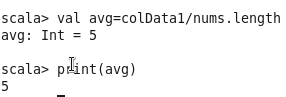 scala> val avg=colData1/nums.length
avg: Int = 5
scala> print(avg)
5